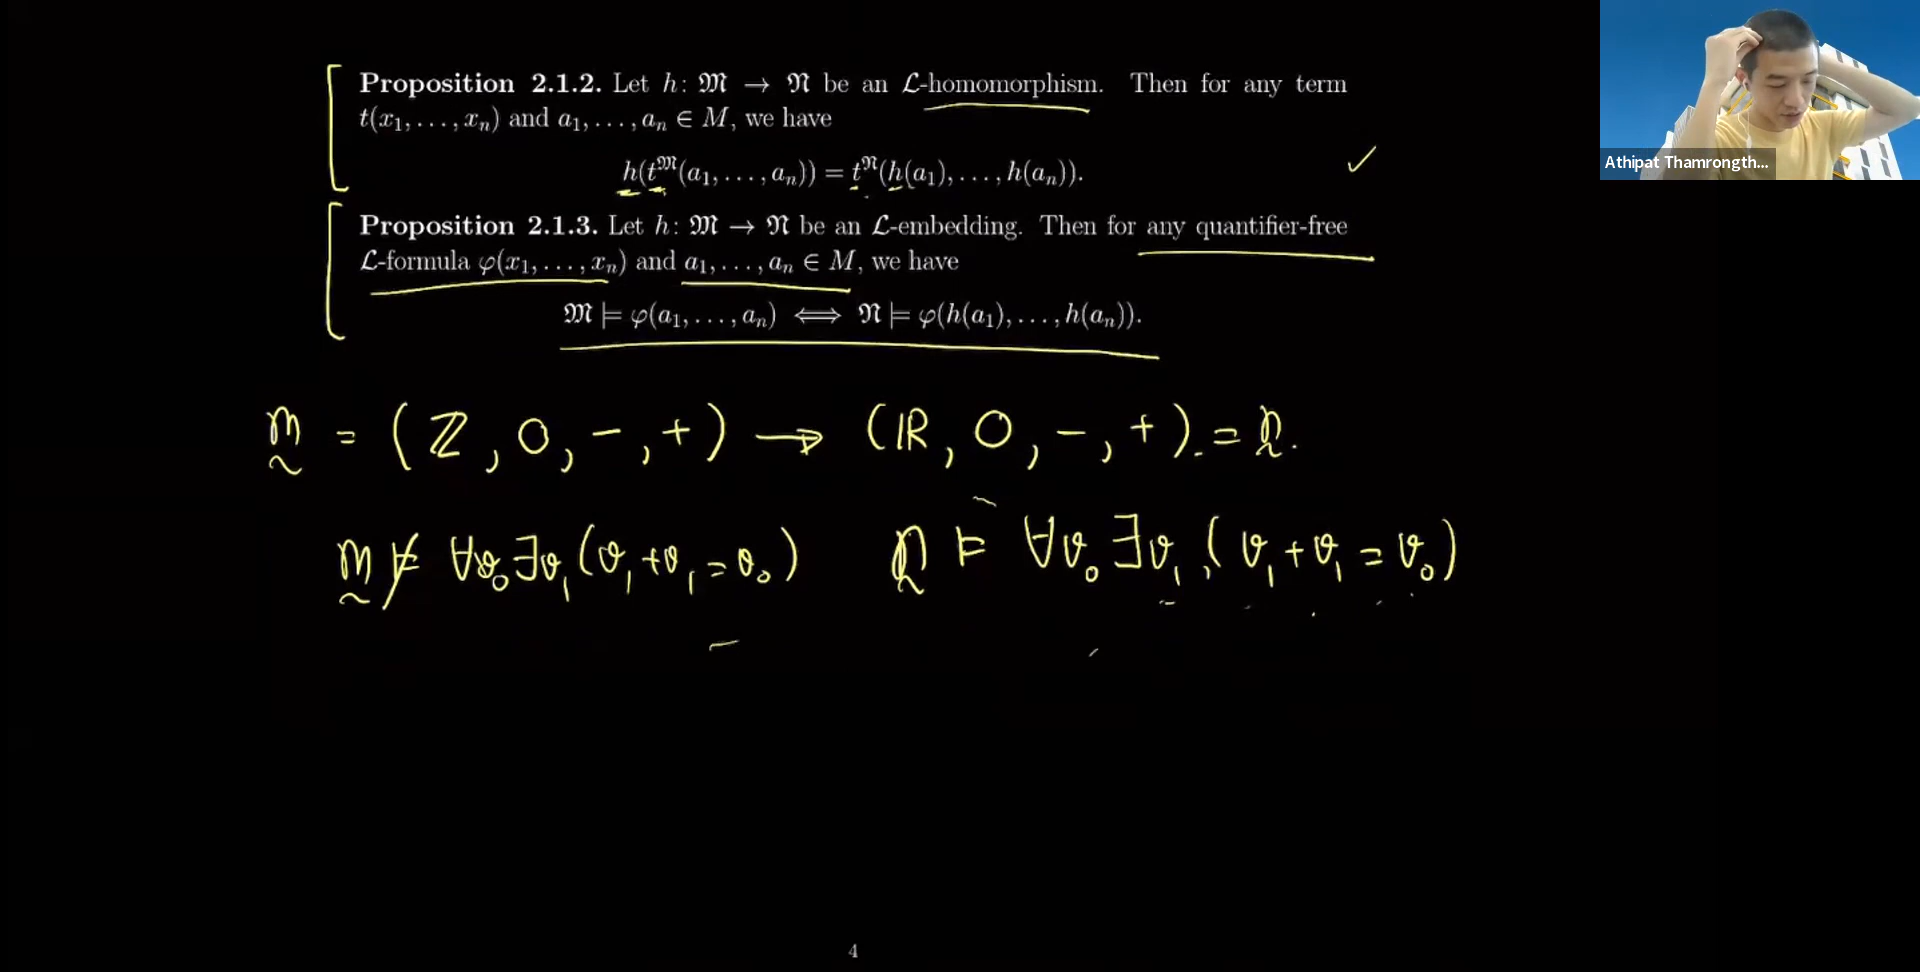 Proposition 2.1.2. Let h: 𝔐 → 𝔑 be an ℒ-homomorphism. Then for any term
t(x₁, . . . , xₙ) and a₁, . . . , aₙ ∈ M, we have
h(t^𝔐(a₁, . . . , aₙ)) = t^𝔑(h(a₁), . . . , h(aₙ)). ✓
Proposition 2.1.3. Let h: 𝔐 → 𝔑 be an ℒ-embedding. Then for any quantifier-free
ℒ-formula φ(x₁, . . . , xₙ) and a₁, . . . , aₙ ∈ M, we have
𝔐 ⊨ φ(a₁, . . . , aₙ) ⟺ 𝔑 ⊨ φ(h(a₁), . . . , h(aₙ)).
𝔐 = (ℤ, 0, -, +) → (ℝ, 0, -, +). = 𝔑.
𝔐 ⊭ ∀v₀∃v₁(v₁+v₁=v₀) 𝔑 ⊨ ∀v₀∃v₁(v₁+v₁=v₀)
4
Athipat Thamrongth...